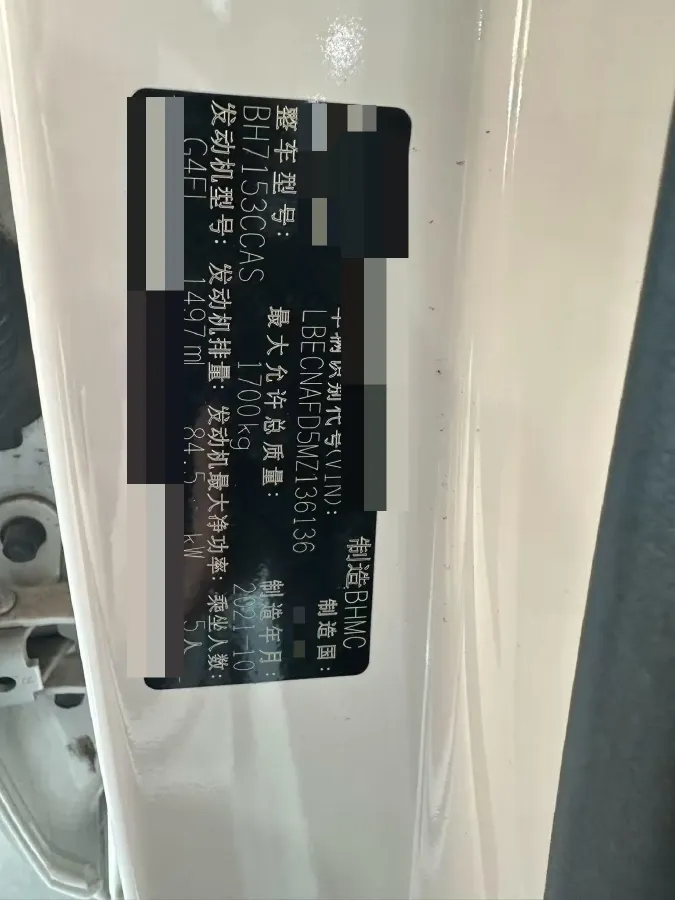 制造BHMC
制造国:
车辆识别代号(VIN):
LBECNAFD5MZ136136
整车型号: 最大允许总质量: 制造年月:
BH7153CCAS 1700kg 2021-10
发动机型号: 发动机排量: 发动机最大净功率: 乘坐人数:
1497ml 84.5 kW 5人